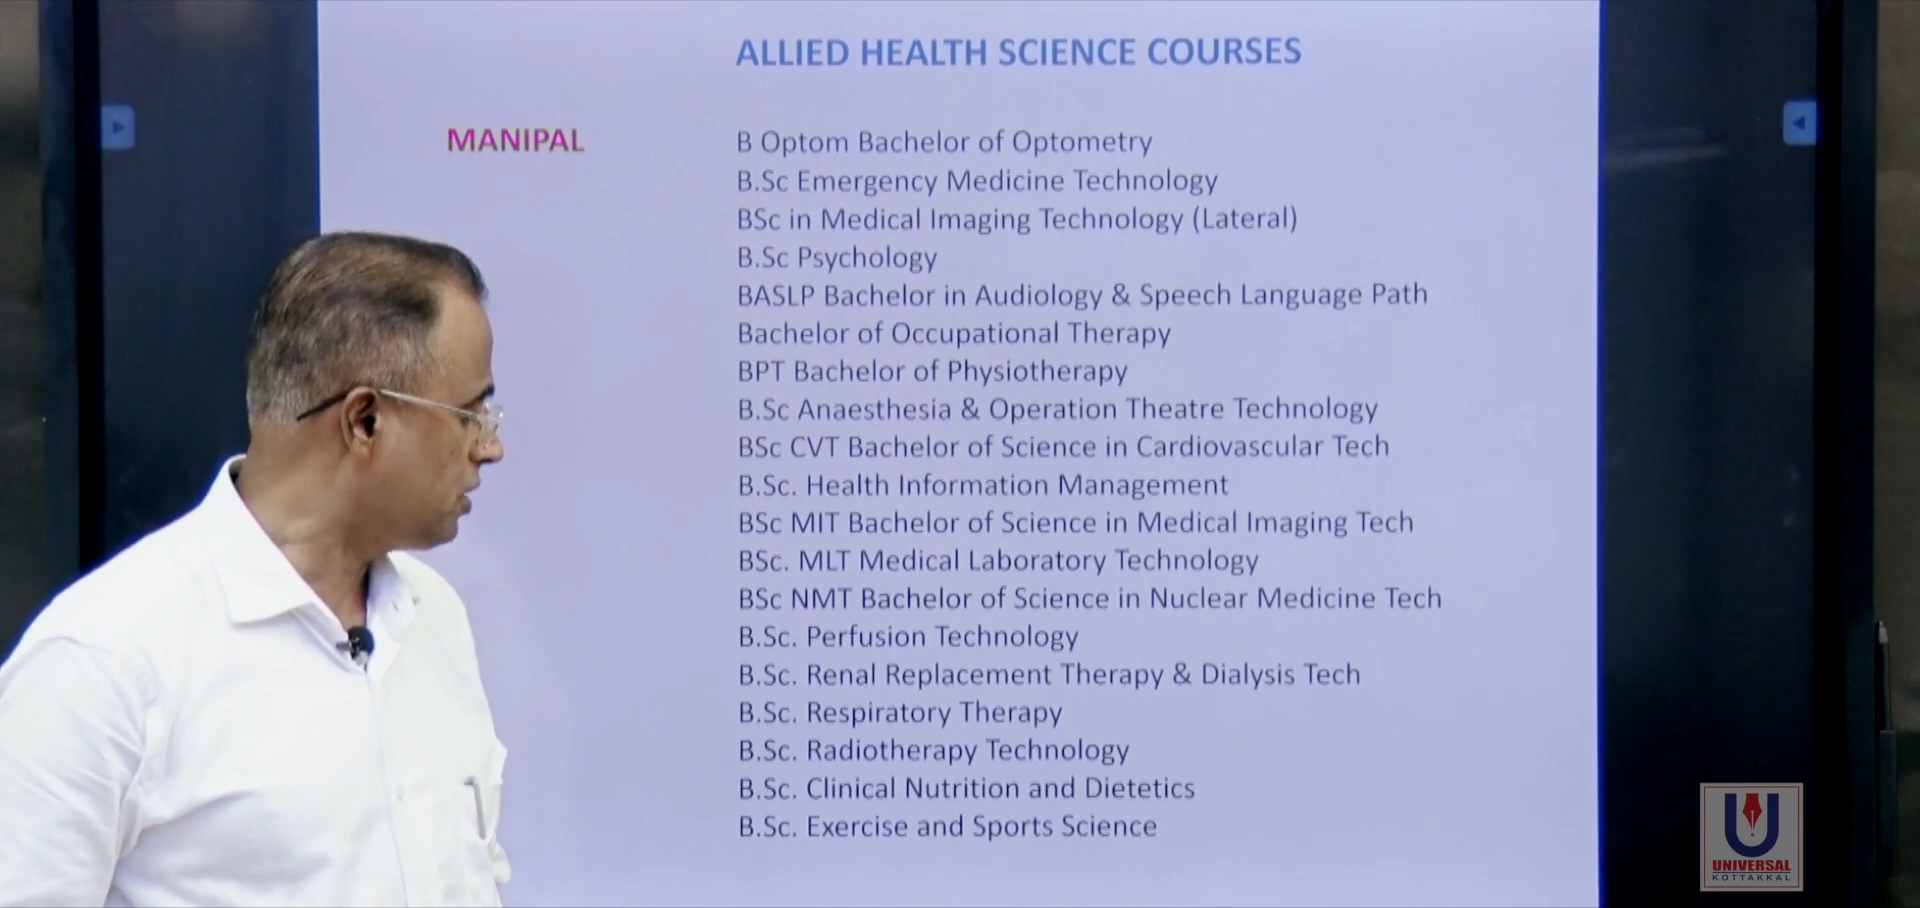 ALLIED HEALTH SCIENCE COURSES
MANIPAL
B Optom Bachelor of Optometry
B.Sc Emergency Medicine Technology
BSc in Medical Imaging Technology (Lateral)
B.Sc Psychology
BASLP Bachelor in Audiology & Speech Language Path
Bachelor of Occupational Therapy
BPT Bachelor of Physiotherapy
B.Sc Anaesthesia & Operation Theatre Technology
BSc CVT Bachelor of Science in Cardiovascular Tech
B.Sc. Health Information Management
BSc MIT Bachelor of Science in Medical Imaging Tech
BSc. MLT Medical Laboratory Technology
BSc NMT Bachelor of Science in Nuclear Medicine Tech
B.Sc. Perfusion Technology
B.Sc. Renal Replacement Therapy & Dialysis Tech
B.Sc. Respiratory Therapy
B.Sc. Radiotherapy Technology
B.Sc. Clinical Nutrition and Dietetics
B.Sc. Exercise and Sports Science
U
UNIVERSAL
KOTTAKKAL